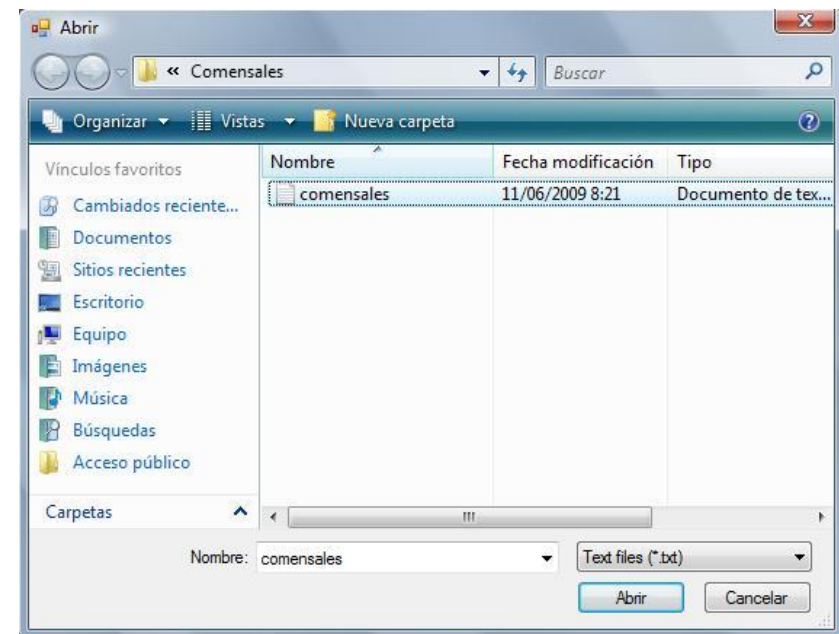 Abrir
« Comensales
Buscar
Organizar Vistas Nueva carpeta
Vínculos favoritos
Nombre Fecha modificación Tipo
comensales 11/06/2009 8:21 Documento de tex...
Cambiados reciente...
Documentos
Sitios recientes
Escritorio
Equipo
Imágenes
Música
Búsquedas
Acceso público
Carpetas
Nombre: comensales Text files (*.txt)
Abrir Cancelar